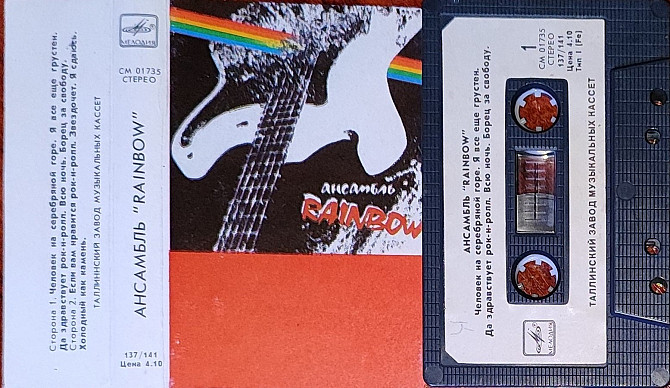 МЕЛОДИЯ
СМ 01735
СТЕРЕО
АНСАМБЛЬ "RAINBOW"
137/141
Цена 4.10
ТАЛЛИНСКИЙ ЗАВОД МУЗЫКАЛЬНЫХ КАССЕТ
Сторона 1. Человек на серебряной горе. Я все еще грустен.
Да здравствует рок-н-ролл. Всю ночь. Борец за свободу.
Сторона 2. Если вам нравится рок-н-ролл. Звездочет. Я сдаюсь.
Холодный как камень.
ансамбль
RAINBOW
1
СМ 01735
СТЕРЕО
137/141
Цена 4.10
Тип I (Fe)
АНСАМБЛЬ "RAINBOW"
Человек на серебряной горе. Я все еще грустен.
Да здравствует рок-н-ролл. Всю ночь. Борец за свободу.
МЕЛОДИЯ
ТАЛЛИНСКИЙ ЗАВОД МУЗЫКАЛЬНЫХ КАССЕТ